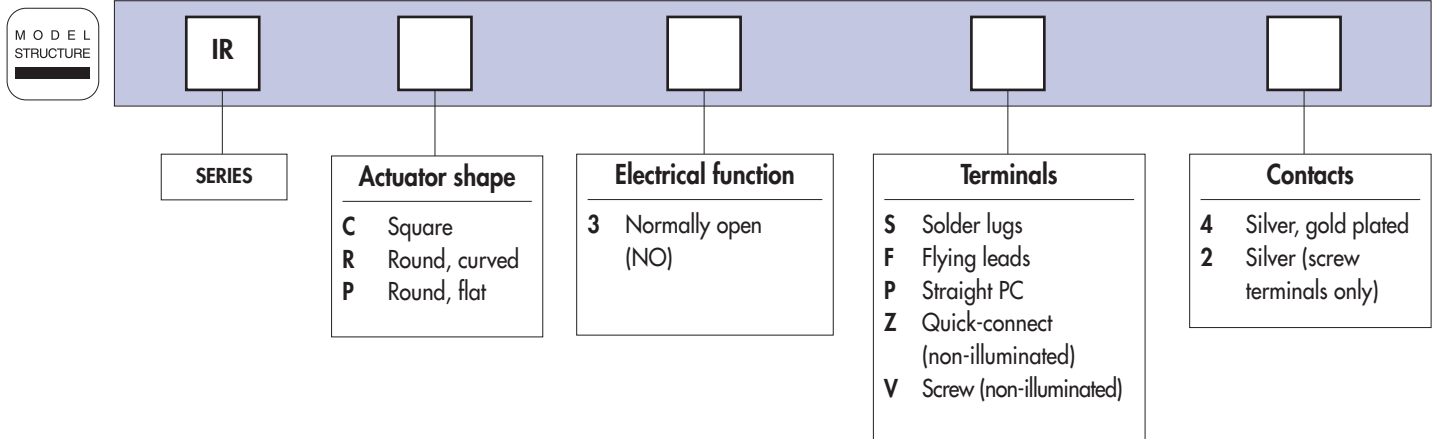 MODEL
STRUCTURE
IR
SERIES
Actuator shape
C Square
R Round, curved
P Round, flat
Electrical function
3 Normally open
(NO)
Terminals
S Solder lugs
F Flying leads
P Straight PC
Z Quick-connect
(non-illuminated)
V Screw (non-illuminated)
Contacts
4 Silver, gold plated
2 Silver (screw
terminals only)